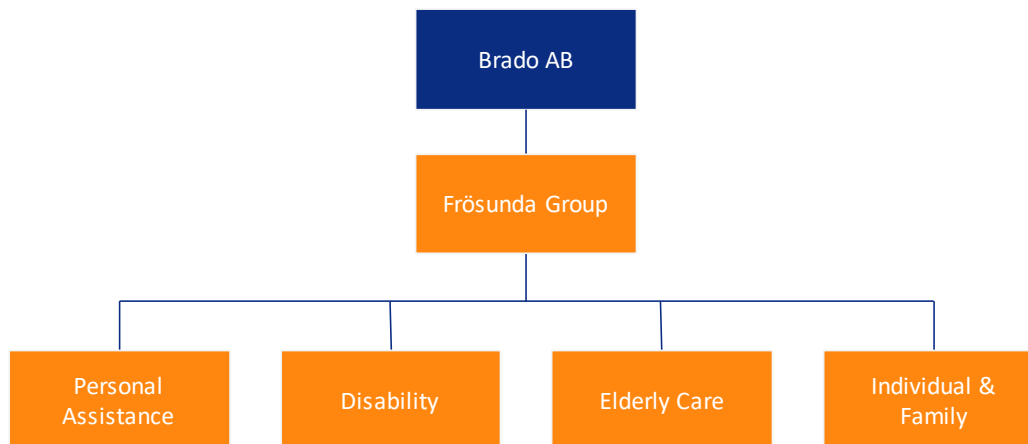 Brado AB
Frösunda Group
Personal
Assistance
Disability
Elderly Care
Individual &
Family